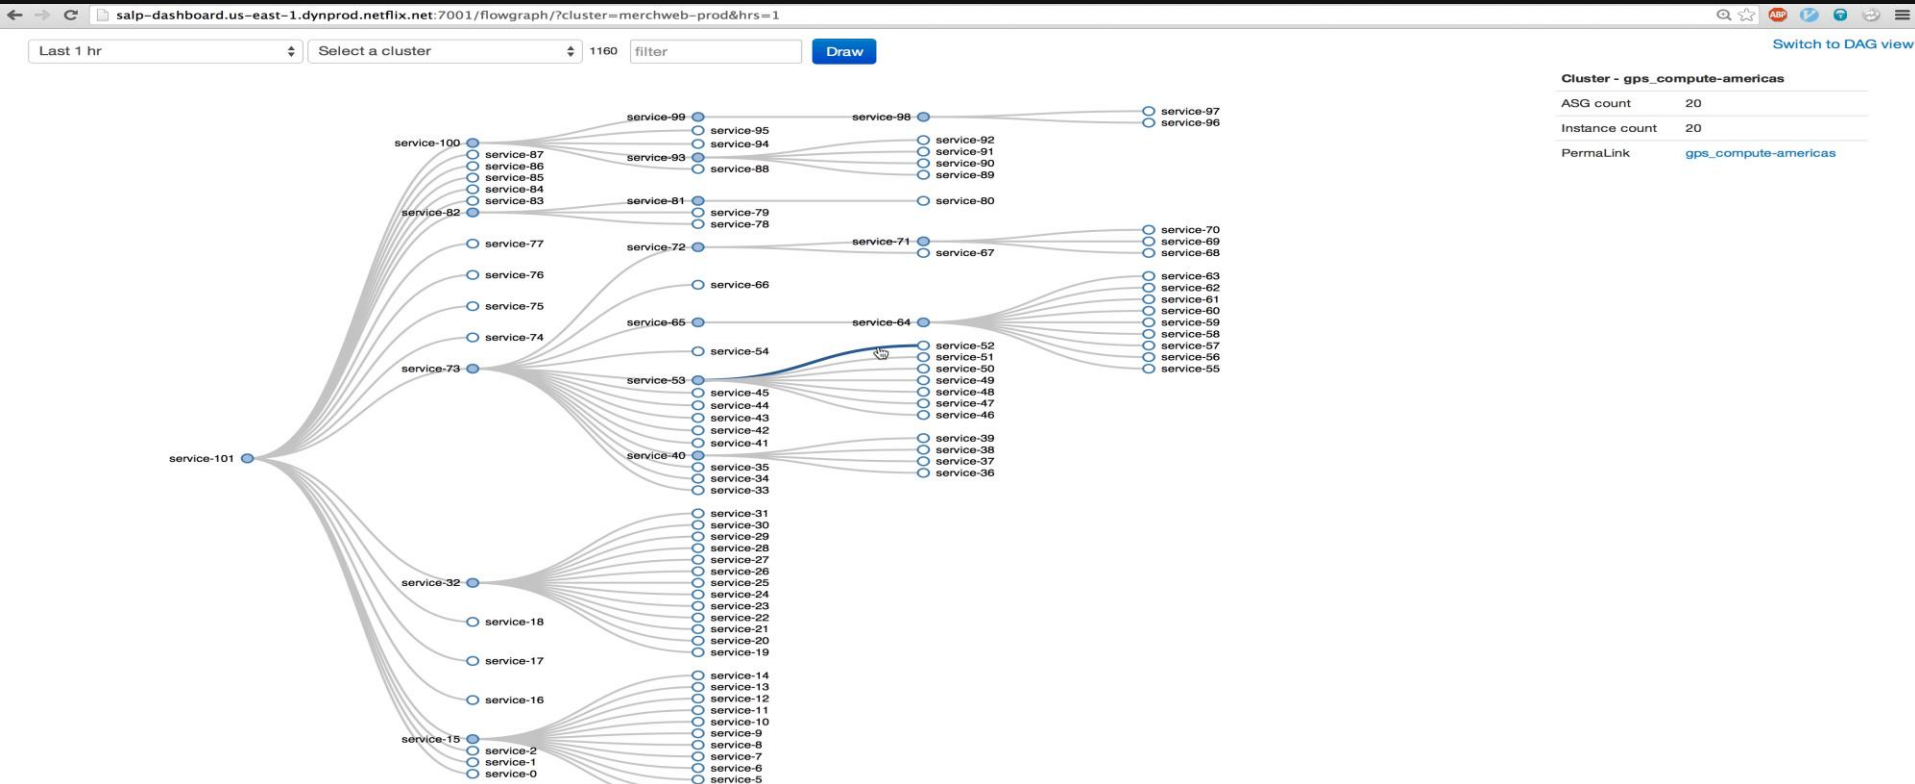 salp-dashboard.us-east-1.dynprod.netflix.net:7001/flowgraph/?cluster=merchweb-prod&hrs=1
ABP
Last 1 hr
Select a cluster
1160
filter
Draw
Switch to DAG view
Cluster - gps_compute-americas
ASG count 20
Instance count 20
PermaLink gps_compute-americas
service-97
service-99
service-98
service-96
service-95
service-100
service-94
service-92
service-87
service-93
service-91
service-86
service-90
service-85
service-88
service-89
service-84
service-83
service-81
service-80
service-82
service-79
service-78
service-70
service-77
service-72
service-71
service-69
service-67
service-68
service-76
service-66
service-63
service-62
service-75
service-61
service-60
service-65
service-64
service-59
service-74
service-58
service-54
service-52
service-57
service-51
service-56
service-73
service-50
service-55
service-53
service-49
service-45
service-48
service-44
service-47
service-43
service-46
service-42
service-41
service-39
service-101
service-40
service-38
service-35
service-37
service-34
service-36
service-33
service-31
service-30
service-29
service-28
service-27
service-26
service-32
service-25
service-24
service-23
service-18
service-22
service-21
service-20
service-19
service-17
service-14
service-13
service-16
service-12
service-11
service-10
service-15
service-9
service-2
service-8
service-1
service-7
service-0
service-6
service-5